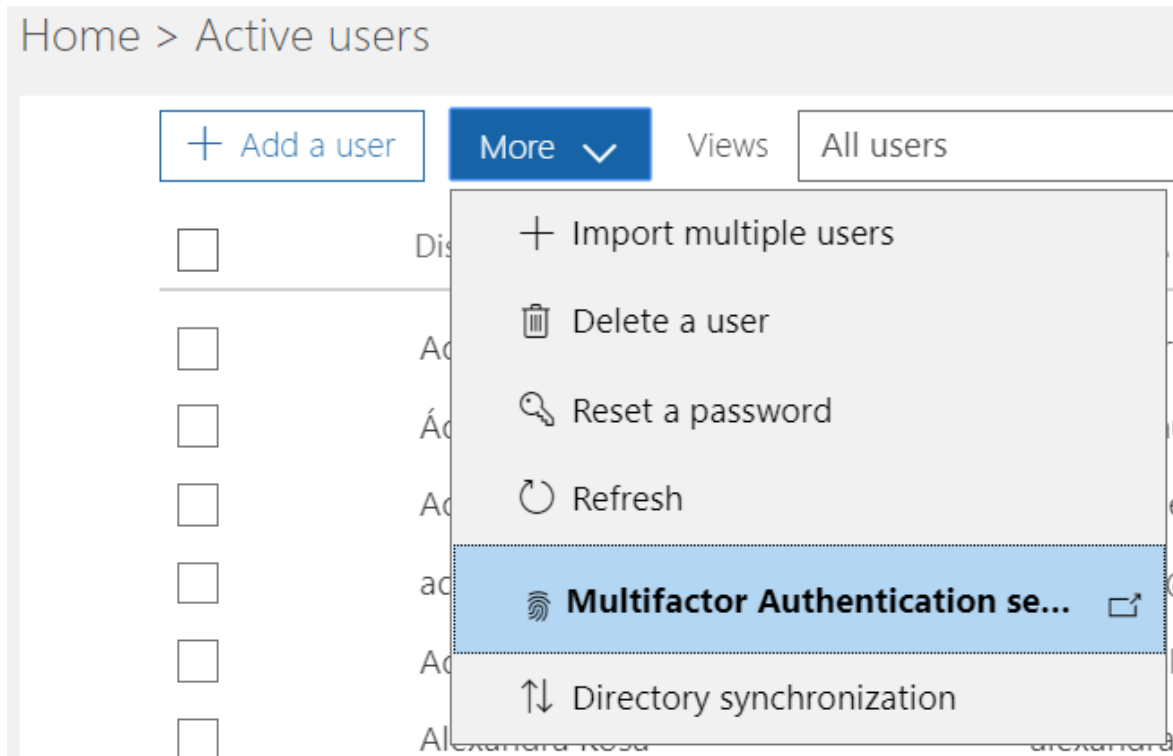 Home > Active users
+ Add a user More Views All users
Import multiple users
Delete a user
Reset a password
Refresh
Multifactor Authentication se...
Directory synchronization